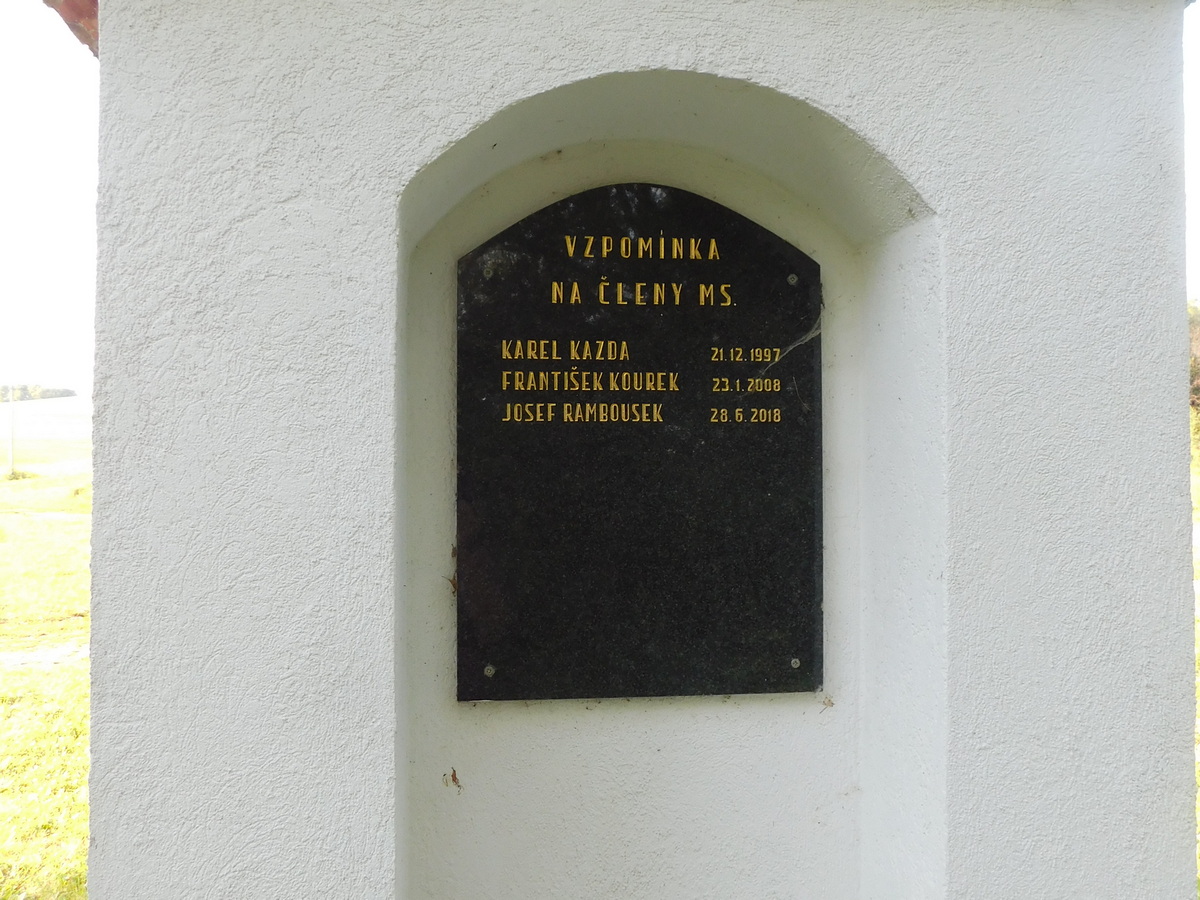 VZPOMÍNKA
NA ČLENY MS.
KAREL KAZDA 21.12.1997
FRANTIŠEK KOUREK 23.1.2008
JOSEF RAMBOUSEK 28.6.2018